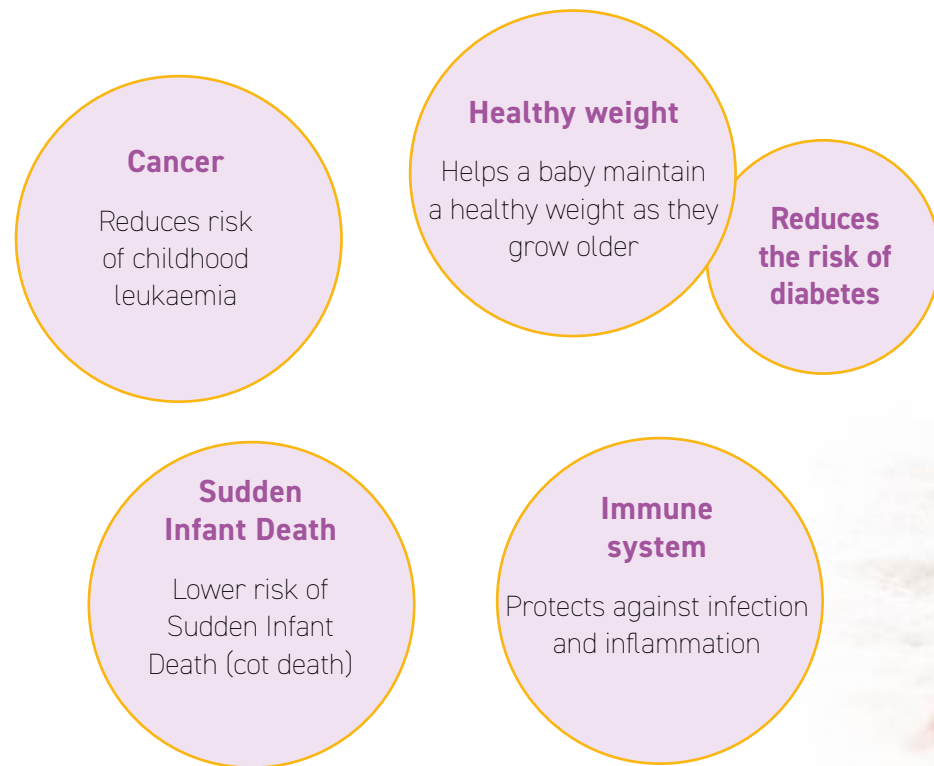 Cancer
Reduces risk
of childhood
leukaemia
Healthy weight
Helps a baby maintain
a healthy weight as they
grow older
Reduces
the risk of
diabetes
Sudden
Infant Death
Lower risk of
Sudden Infant
Death (cot death)
Immune
system
Protects against infection
and inflammation